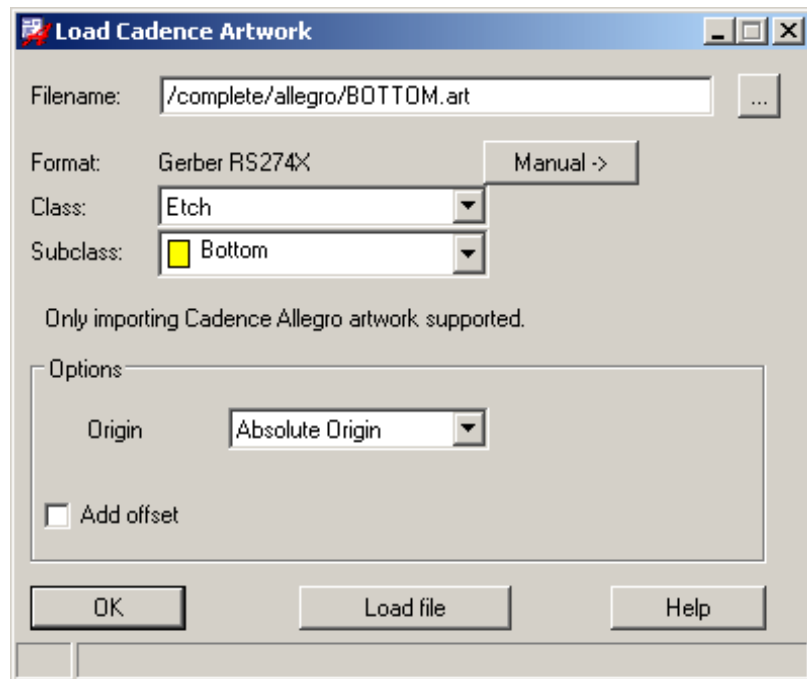 Load Cadence Artwork
Filename: /complete/allegro/BOTTOM.art ...
Format: Gerber RS274X Manual ->
Class: Etch
Subclass: Bottom
Only importing Cadence Allegro artwork supported.
Options
Origin Absolute Origin
Add offset
OK Load file Help